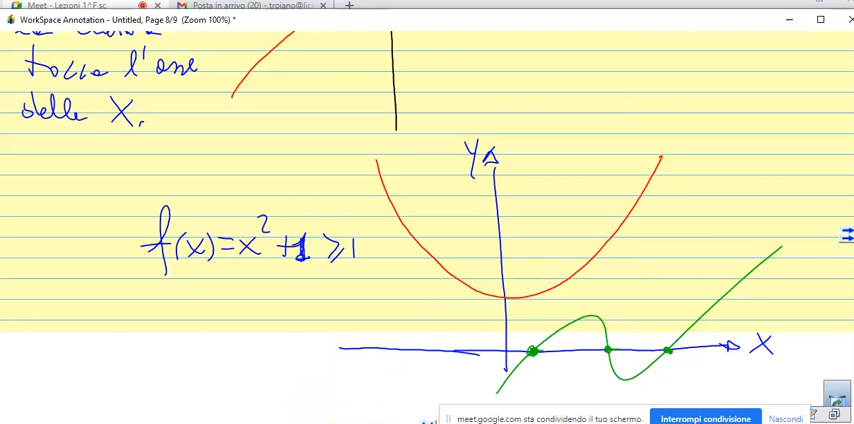 Meet - Lezioni 1^F sc
Posta in arrivo (20) - troiano@lic
WorkSpace Annotation - Untitled, Page 8/9 (Zoom 100%) *
tocca l'asse
delle X.
Y
f(x)=x² +1 ≥1
X
meet.google.com sta condividendo il tuo schermo.
Interrompi condivisione
Nascondi